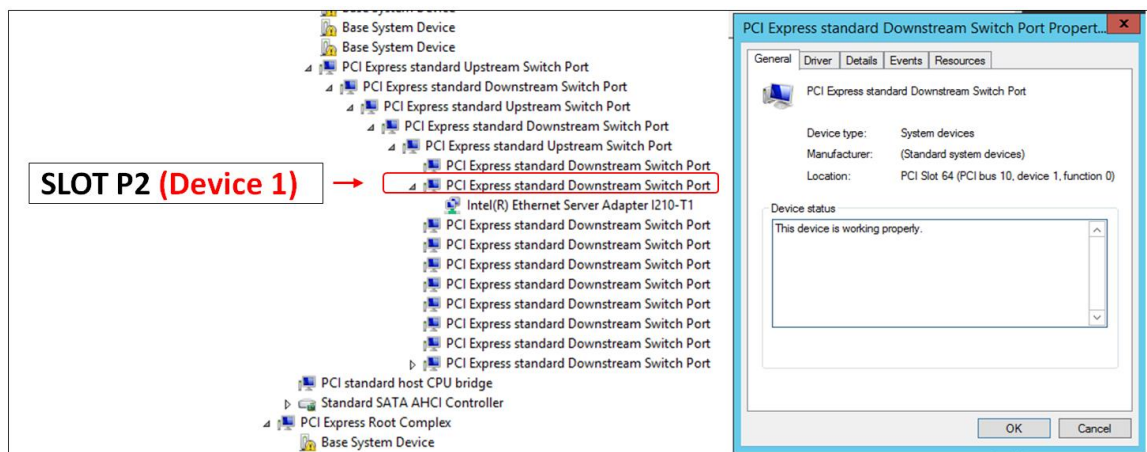 Base System Device
Base System Device
Base System Device
PCI Express standard Upstream Switch Port
PCI Express standard Downstream Switch Port
PCI Express standard Upstream Switch Port
PCI Express standard Downstream Switch Port
PCI Express standard Upstream Switch Port
PCI Express standard Downstream Switch Port
SLOT P2 (Device 1)
PCI Express standard Downstream Switch Port
Intel(R) Ethernet Server Adapter I210-T1
PCI Express standard Downstream Switch Port
PCI Express standard Downstream Switch Port
PCI Express standard Downstream Switch Port
PCI Express standard Downstream Switch Port
PCI Express standard Downstream Switch Port
PCI Express standard Downstream Switch Port
PCI Express standard Downstream Switch Port
PCI Express standard Downstream Switch Port
PCI standard host CPU bridge
Standard SATA AHCI Controller
PCI Express Root Complex
Base System Device
PCI Express standard Downstream Switch Port Propert...
General Driver Details Events Resources
PCI Express standard Downstream Switch Port
Device type: System devices
Manufacturer: (Standard system devices)
Location: PCI Slot 64 (PCI bus 10, device 1, function 0)
Device status
This device is working properly.
OK Cancel